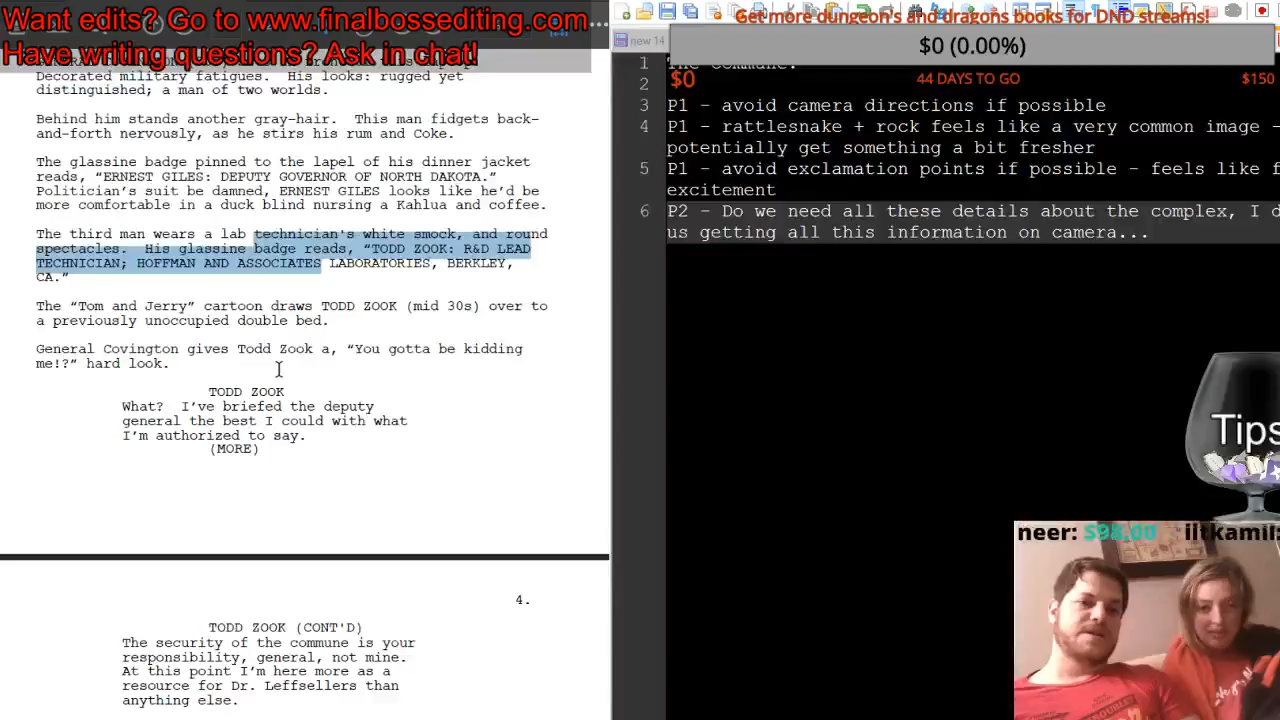 Want edits? Go to www.finalbossediting.com
Have writing questions? Ask in chat!
Decorated military fatigues.  His looks: rugged yet
distinguished; a man of two worlds.
Behind him stands another gray-hair.  This man fidgets back-
and-forth nervously, as he stirs his rum and Coke.
The glassine badge pinned to the lapel of his dinner jacket
reads, “ERNEST GILES: DEPUTY GOVERNOR OF NORTH DAKOTA.”
Politician’s suit be damned, ERNEST GILES looks like he’d be
more comfortable in a duck blind nursing a Kahlua and coffee.
The third man wears a lab technician's white smock, and round
spectacles.  His glassine badge reads, “TODD ZOOK: R&D LEAD
TECHNICIAN; HOFFMAN AND ASSOCIATES LABORATORIES, BERKLEY,
CA.”
The “Tom and Jerry” cartoon draws TODD ZOOK (mid 30s) over to
a previously unoccupied double bed.
General Covington gives Todd Zook a, “You gotta be kidding
me!?” hard look.
TODD ZOOK
What?  I’ve briefed the deputy
general the best I could with what
I’m authorized to say.
(MORE)
4.
TODD ZOOK (CONT'D)
The security of the commune is your
responsibility, general, not mine.
At this point I’m here more as a
resource for Dr. Leffsellers than
anything else.
Get more dungeon's and dragons books for DND streams!
new 14
$0 (0.00%)
1 The Commune:
2 $0 44 DAYS TO GO $150
3 P1 - avoid camera directions if possible
4 P1 - rattlesnake + rock feels like a very common image -
potentially get something a bit fresher
5 P1 - avoid exclamation points if possible - feels like f
excitement
6 P2 - Do we need all these details about the complex, I d
us getting all this information on camera...
Tips
neer: $98.00 iitkamil: